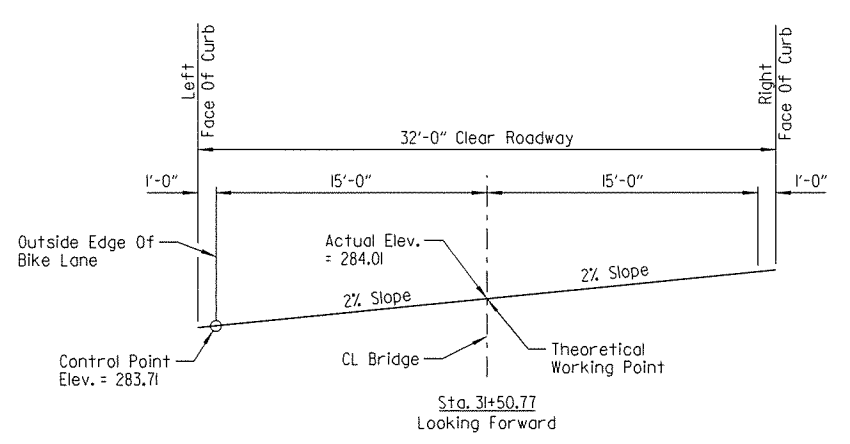 Left
Face Of Curb
Right
Face Of Curb
32'-0" Clear Roadway
1'-0"
15'-0"
15'-0"
1'-0"
Outside Edge Of
Bike Lane
Actual Elev.
= 284.01
2% Slope
2% Slope
Control Point
Elev. = 283.71
CL Bridge
Theoretical
Working Point
Sta. 31+50.77
Looking Forward